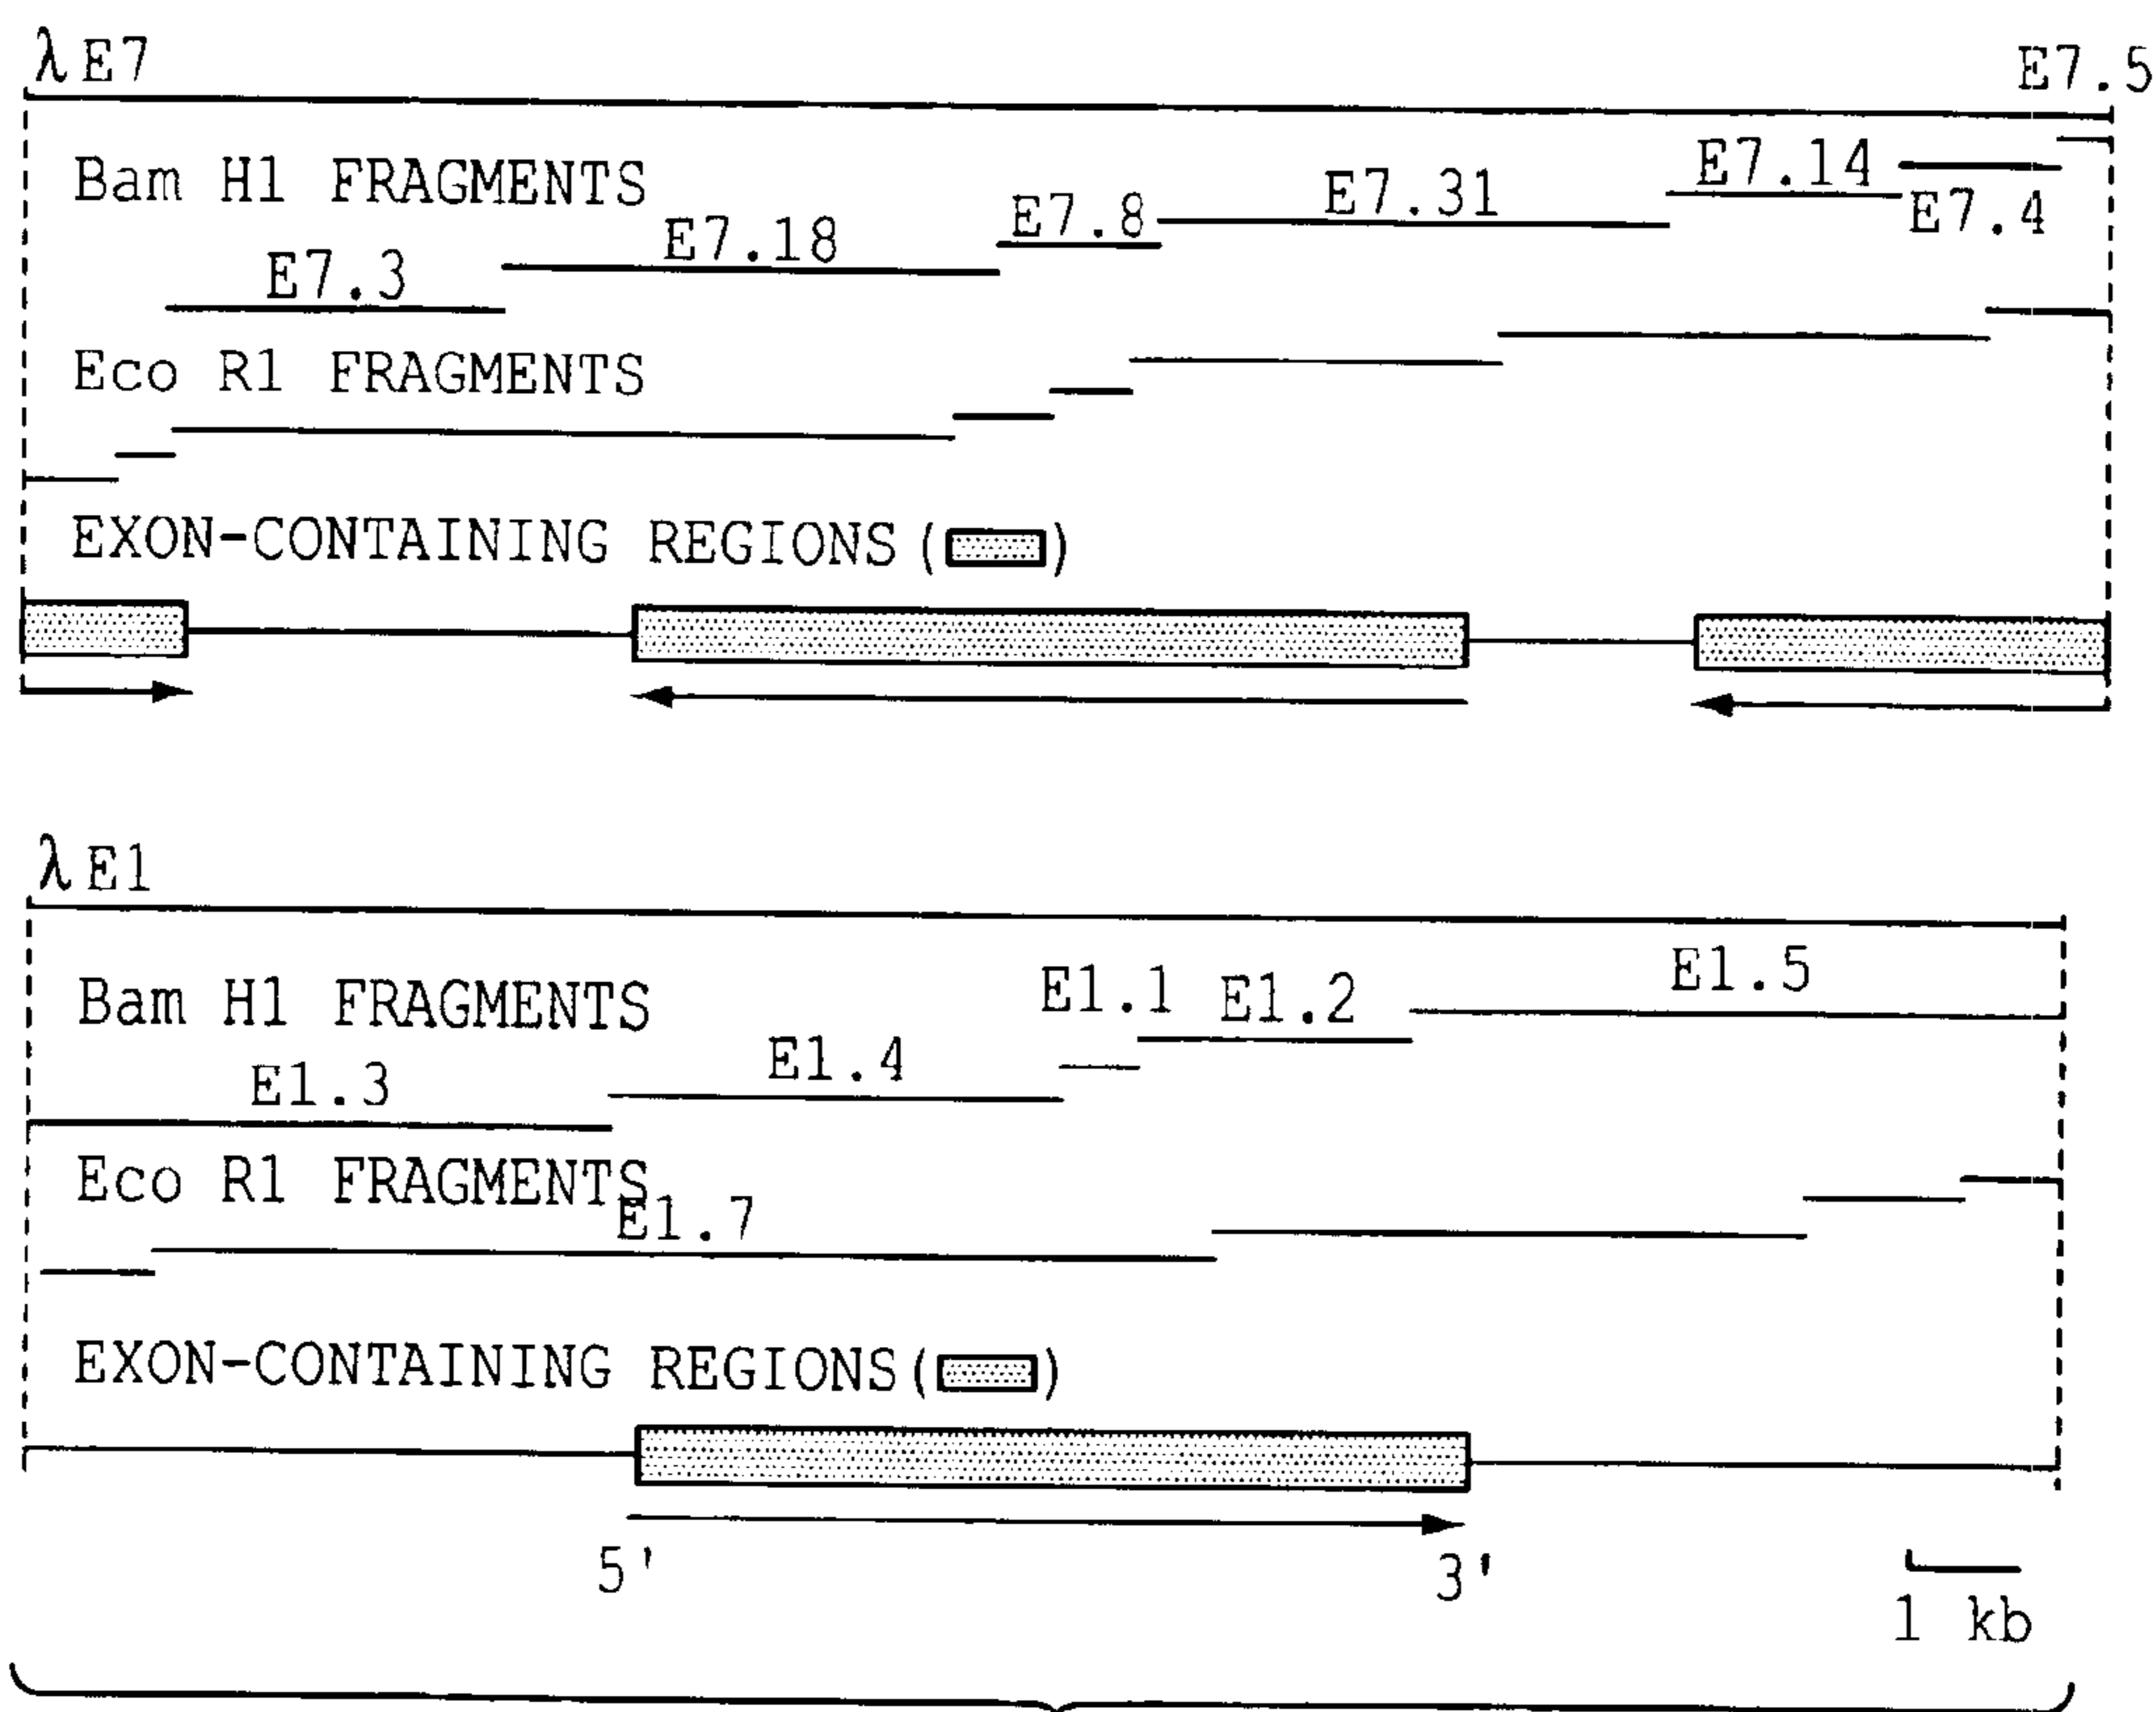 λE7
E7.5
Bam H1 FRAGMENTS
E7.14
E7.31
E7.8
E7.4
E7.18
E7.3
Eco R1 FRAGMENTS
EXON-CONTAINING REGIONS ( )
λE1
E1.5
Bam H1 FRAGMENTS
E1.1
E1.2
E1.4
E1.3
Eco R1 FRAGMENTS
E1.7
EXON-CONTAINING REGIONS ( )
5'
3'
1 kb